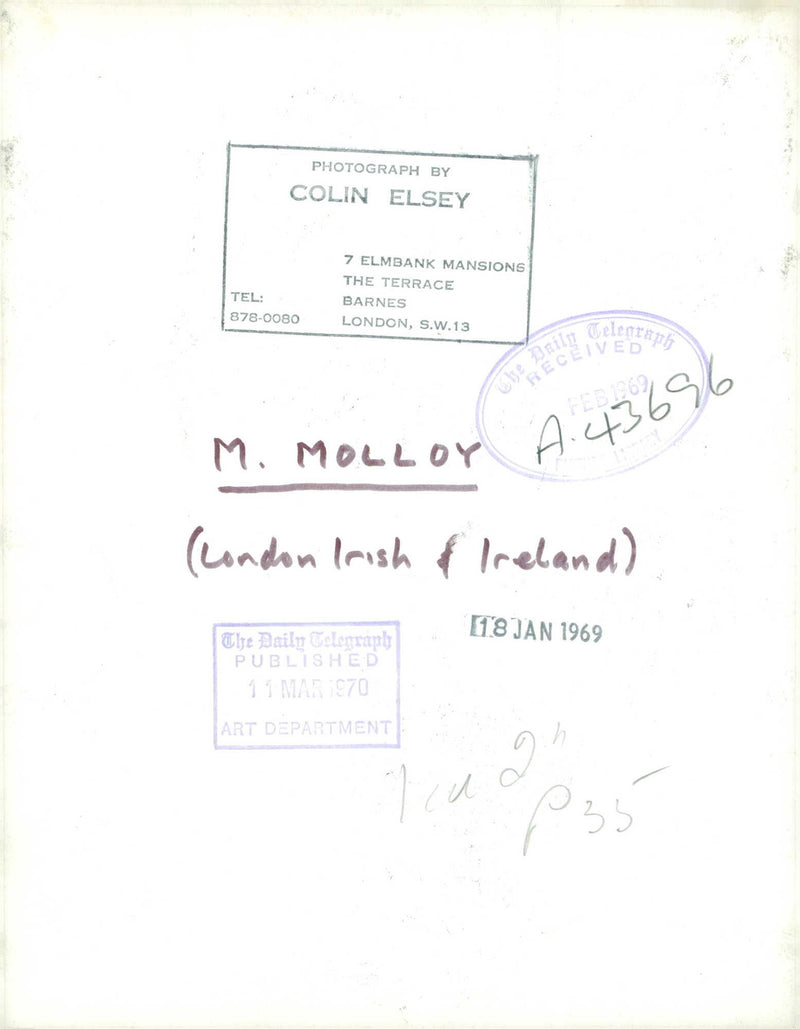 PHOTOGRAPH BY
COLIN ELSEY
7 ELMBANK MANSIONS
THE TERRACE
BARNES
LONDON, S.W.13
TEL:
878-0080
The Daily Telegraph
RECEIVED
FEB 1969
A.43696
M. MOLLOY
(London Irish & Ireland)
18 JAN 1969
The Daily Telegraph
PUBLISHED
11 MAR 1970
ART DEPARTMENT
2"
P35